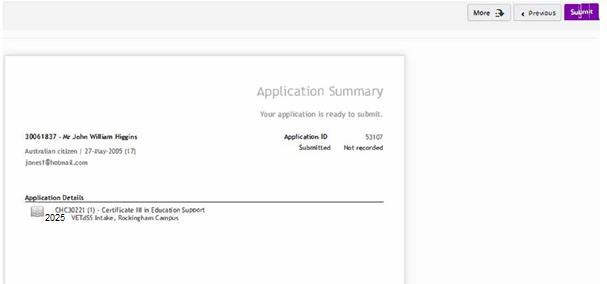 More
Previous
Submit
Application Summary
Your application is ready to submit.
30061837 - Mr John William Higgins
Application ID 53107
Australian citizen | 27-May-2005 (17)
Submitted Not recorded
jones1@hotmail.com
Application Details
CHC30221 (1) - Certificate III in Education Support
2025 VETdSS Intake, Rockingham Campus